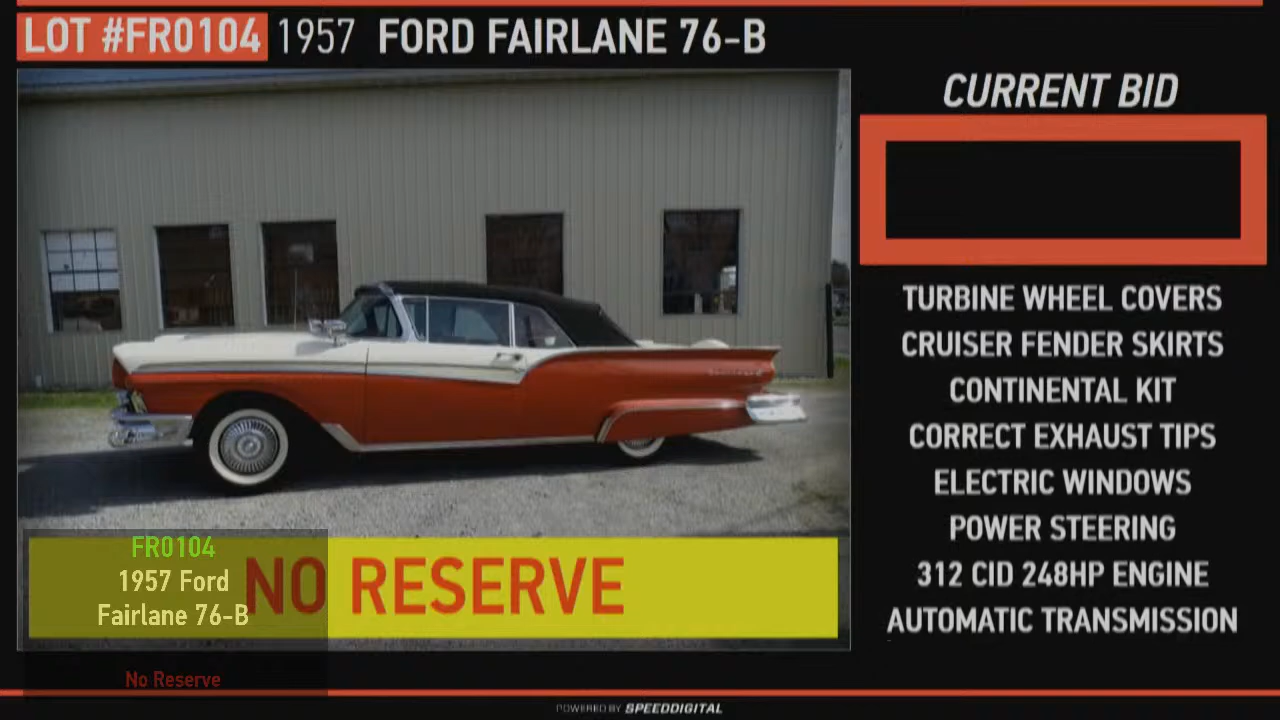 LOT #FR0104 1957 FORD FAIRLANE 76-B
CURRENT BID
TURBINE WHEEL COVERS
CRUISER FENDER SKIRTS
CONTINENTAL KIT
CORRECT EXHAUST TIPS
ELECTRIC WINDOWS
POWER STEERING
312 CID 248HP ENGINE
AUTOMATIC TRANSMISSION
NO RESERVE
FR0104
1957 Ford
Fairlane 76-B
No Reserve
POWERED BY SPEEDDIGITAL